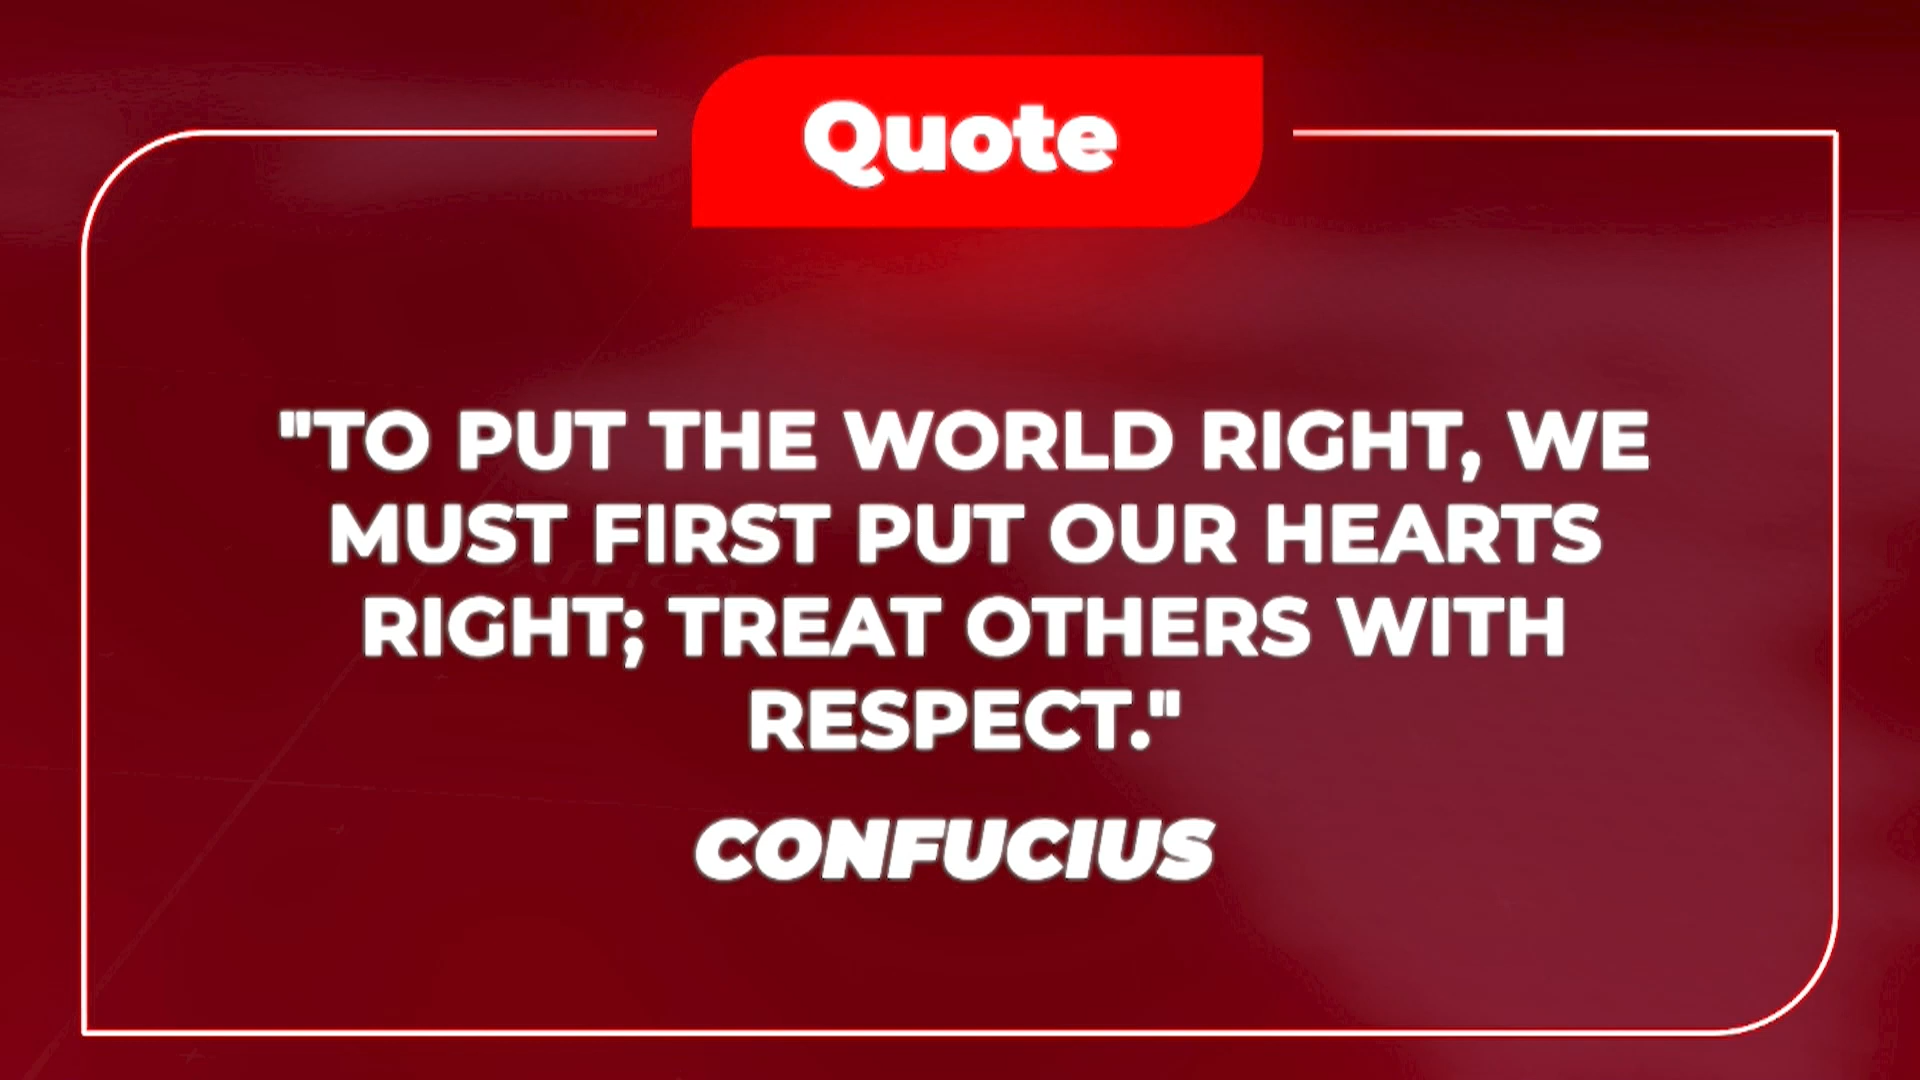 Quote
"TO PUT THE WORLD RIGHT, WE
MUST FIRST PUT OUR HEARTS
RIGHT; TREAT OTHERS WITH
RESPECT."
CONFUCIUS